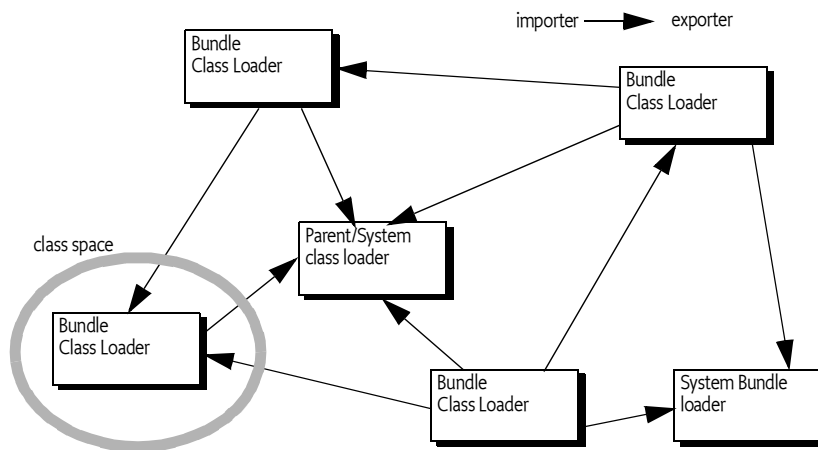 importer
exporter
Bundle
Class Loader
Bundle
Class Loader
Parent/System
class loader
class space
Bundle
Class Loader
Bundle
Class Loader
System Bundle
loader